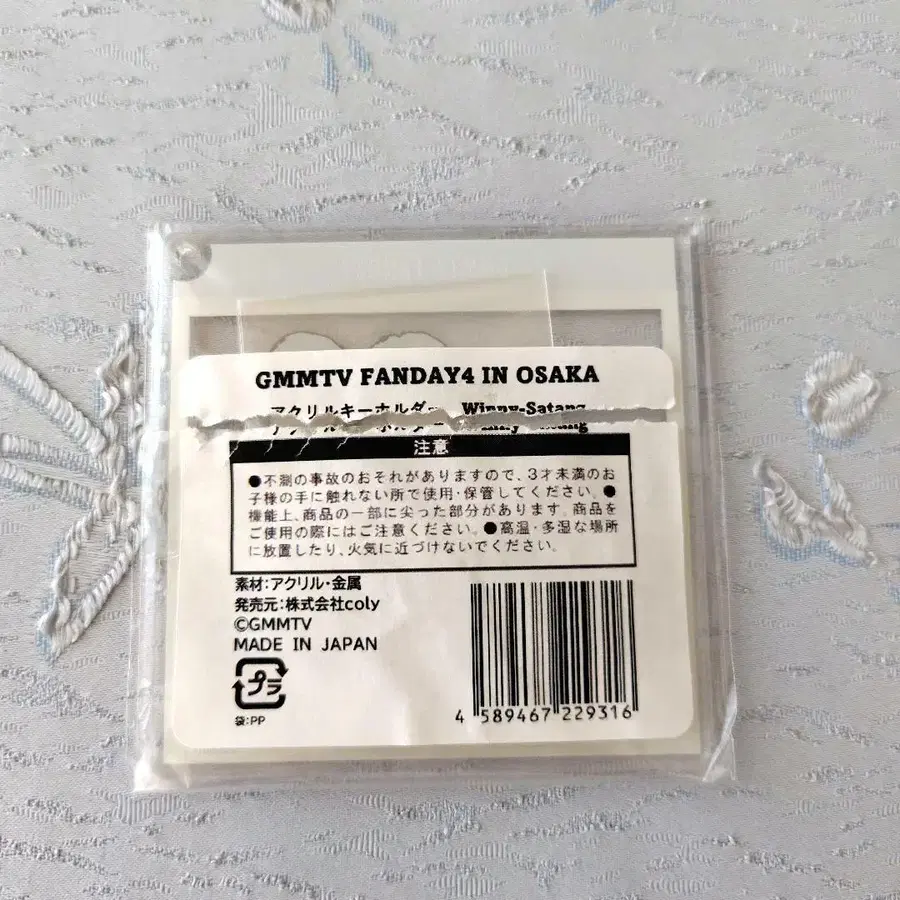 GMMTV FANDAY4 IN OSAKA
アクリルキーホルダー Winny-Satang
注意
●不測の事故のおそれがありますので、3才未満のお
子様の手に触れない所で使用・保管してください。●
機能上、商品の一部に尖った部分があります。商品を
ご使用の際にはご注意ください。●高温・多湿な場所
に放置したり、火気に近づけないでください。
素材:アクリル・金属
発売元:株式会社coly
©GMMTV
MADE IN JAPAN
プラ
袋:PP
4 589467 229316